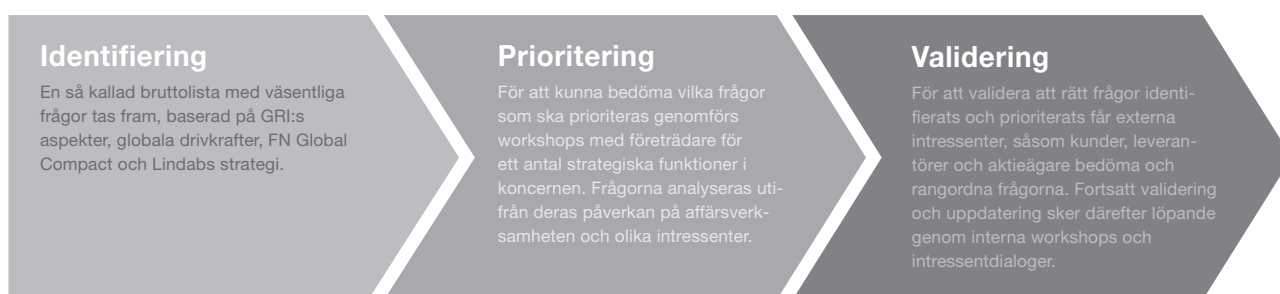 Identifiering
En så kallad bruttolista med väsentliga
frågor tas fram, baserad på GRI:s
aspekter, globala drivkrafter, FN Global
Compact och Lindabs strategi.
Prioritering
För att kunna bedöma vilka frågor
som ska prioriteras genomförs
workshops med företrädare för
ett antal strategiska funktioner i
koncernen. Frågorna analyseras uti-
från deras påverkan på affärsverk-
samheten och olika intressenter.
Validering
För att validera att rätt frågor identi-
fierats och prioriterats får externa
intressenter, såsom kunder, leveran-
törer och aktieägare bedöma och
rangordna frågorna. Fortsatt validering
och uppdatering sker därefter löpande
genom interna workshops och
intressentdialoger.